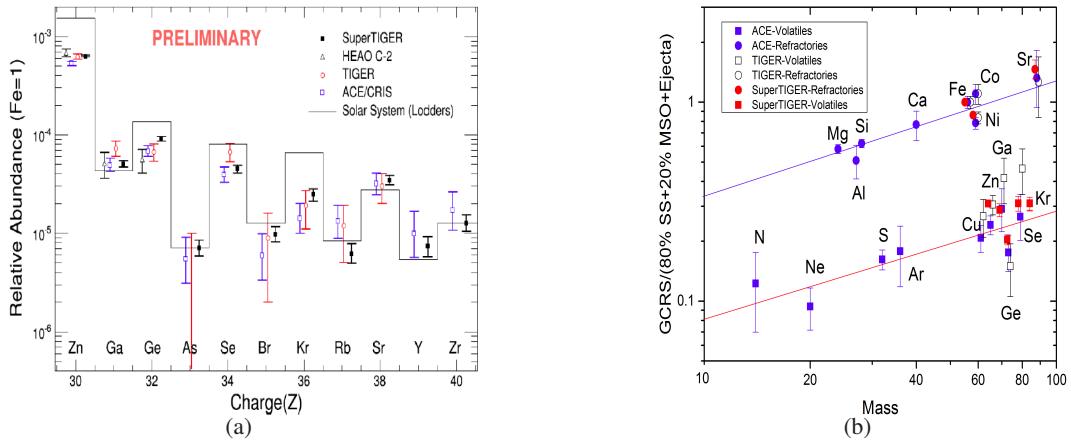 PRELIMINARY
SuperTIGER
HEAO C-2
TIGER
ACE/CRIS
Solar System (Lodders)
Relative Abundance (Fe=1)
10⁻³
10⁻⁴
10⁻⁵
10⁻⁶
Zn Ga Ge As Se Br Kr Rb Sr Y Zr
30 32 34 36 38 40
Charge(Z)
(a)
ACE-Volatiles
ACE-Refractories
TIGER-Volatiles
TIGER-Refractories
SuperTIGER-Refractories
SuperTIGER-Volatiles
GCRS/(80% SS+20% MSO+Ejecta)
1
0.1
Sr
Co
Fe
Ca
Ni
Si
Mg
Al
Ga
Zn
Kr
Cu
Se
N
S
Ne
Ar
Ge
10 20 40 60 80 100
Mass
(b)